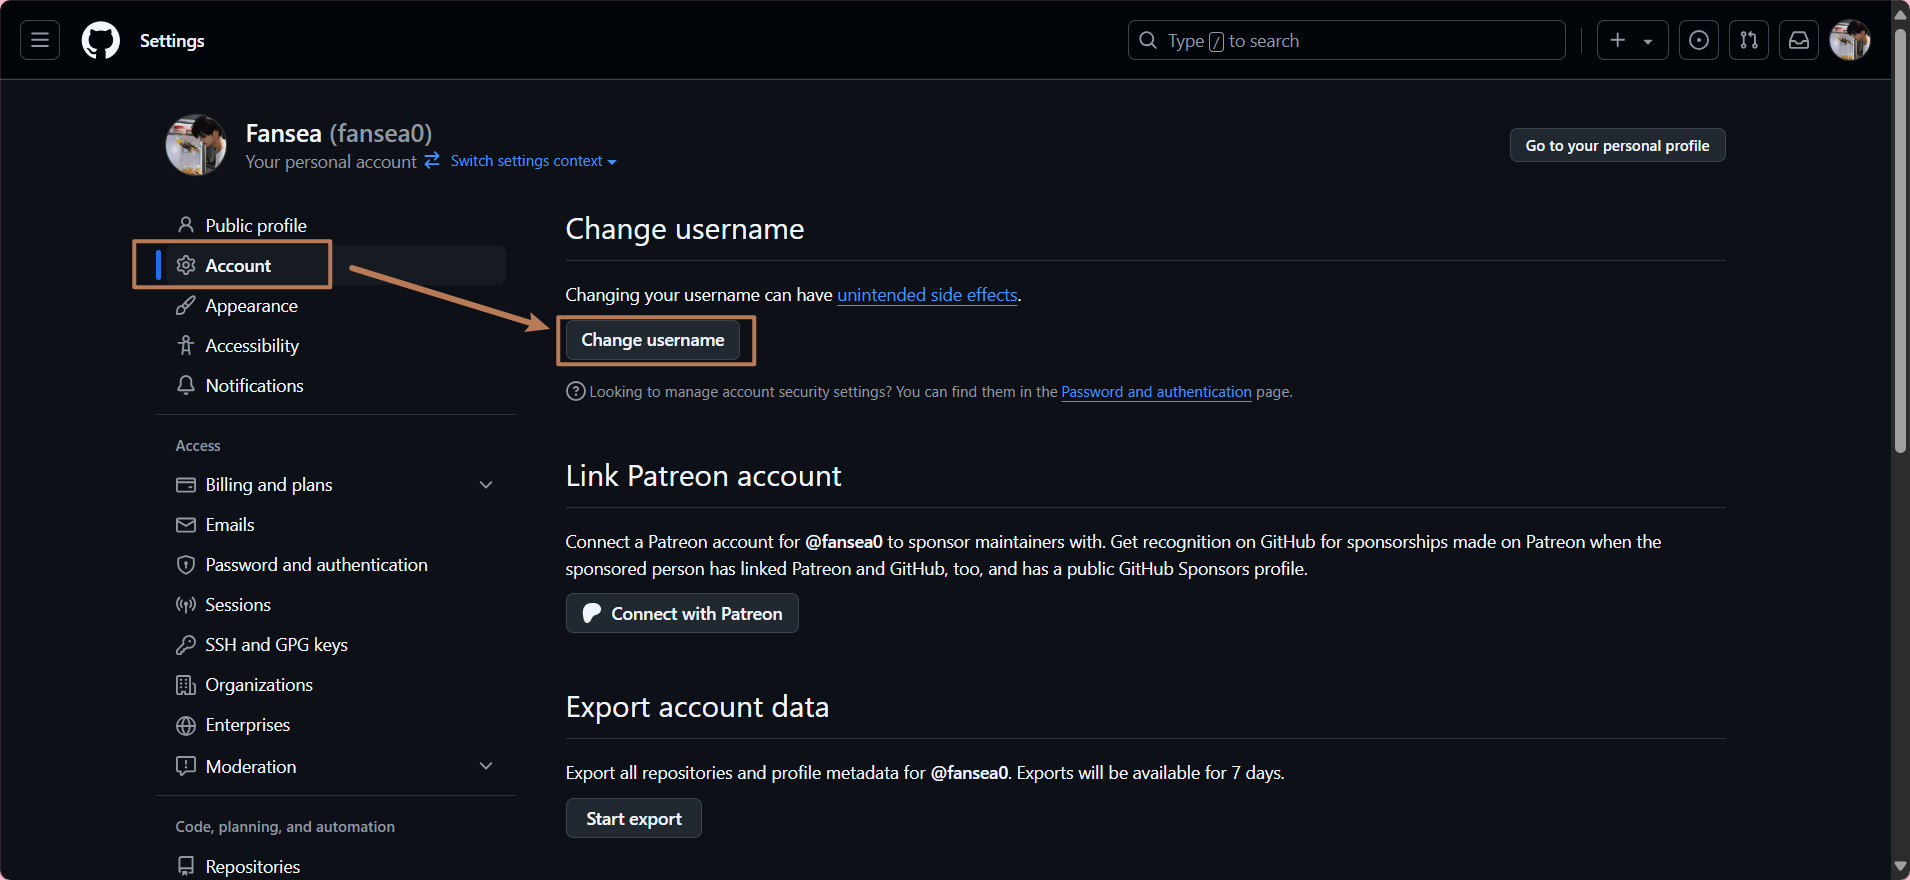 Settings
Type / to search
Fansea (fansea0)
Your personal account Switch settings context
Go to your personal profile
Public profile
Account
Appearance
Accessibility
Notifications
Access
Billing and plans
Emails
Password and authentication
Sessions
SSH and GPG keys
Organizations
Enterprises
Moderation
Code, planning, and automation
Repositories
Change username
Changing your username can have unintended side effects.
Change username
Looking to manage account security settings? You can find them in the Password and authentication page.
Link Patreon account
Connect a Patreon account for @fansea0 to sponsor maintainers with. Get recognition on GitHub for sponsorships made on Patreon when the
sponsored person has linked Patreon and GitHub, too, and has a public GitHub Sponsors profile.
Connect with Patreon
Export account data
Export all repositories and profile metadata for @fansea0. Exports will be available for 7 days.
Start export